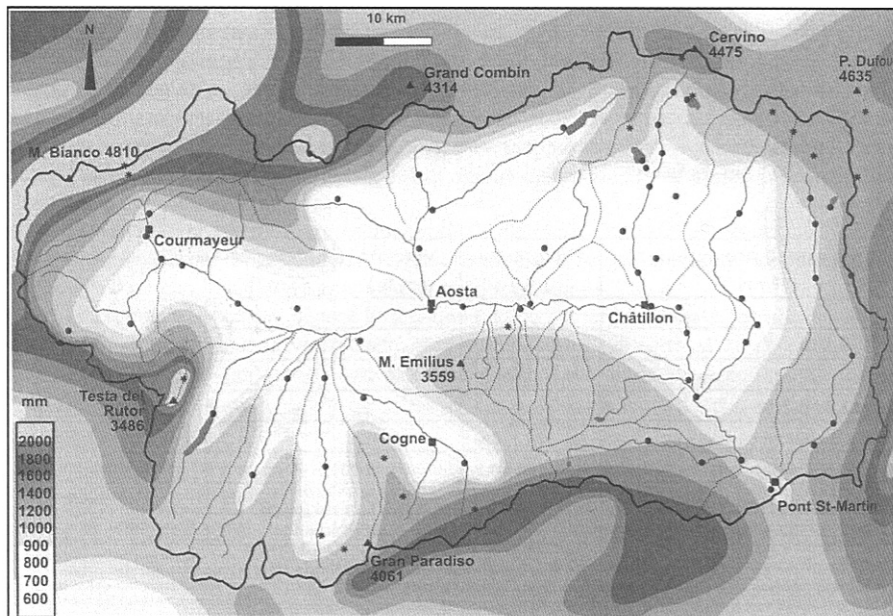 10 km
N
Cervino
4475
P. Dufou
4635
Grand Combin
4314
M. Bianco 4810
Courmayeur
Aosta
Châtillon
M. Emilius
3559
Testa del
Rutor
3486
mm
2000
1800
1600
1400
1200
1000
900
800
700
600
Cogne
Pont St-Martin
Gran Paradiso
4061